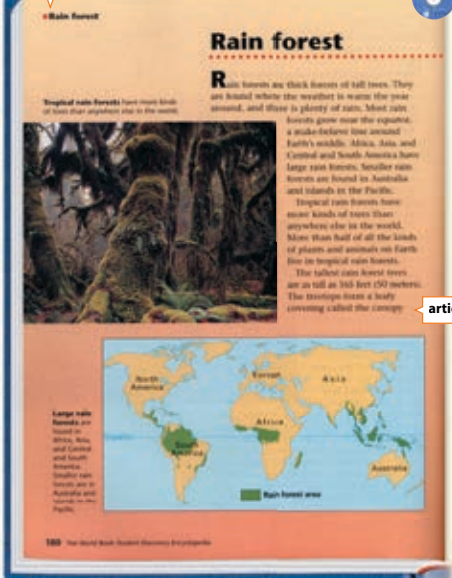 Rain forest
Rain forest
Rain forests are thick forests of tall trees. They
are found where the weather is warm the year
around, and there is plenty of rain. Most rain
forests grow near the equator,
a make-believe line around
Earth's middle. Africa, Asia, and
Central and South America have
large rain forests. Smaller rain
forests are found in Australia
and islands in the Pacific.
Tropical rain forests have
more kinds of trees than
anywhere else in the world.
More than half of all the kinds
of plants and animals on Earth
live in tropical rain forests.
The tallest rain forest trees
are as tall as 165 feet (50 meters).
The treetops form a leafy
covering called the canopy
Tropical rain forests have more kinds
of trees than anywhere else in the world.
artic
North
America
Europe
Asia
Africa
South
America
Australia
Rain forest area
Large rain
forests are
found in
Africa, Asia,
and Central
and South
America.
Smaller rain
forests are in
Australia and
islands in the
Pacific.
180 The World Book Student Discovery Encyclopedia